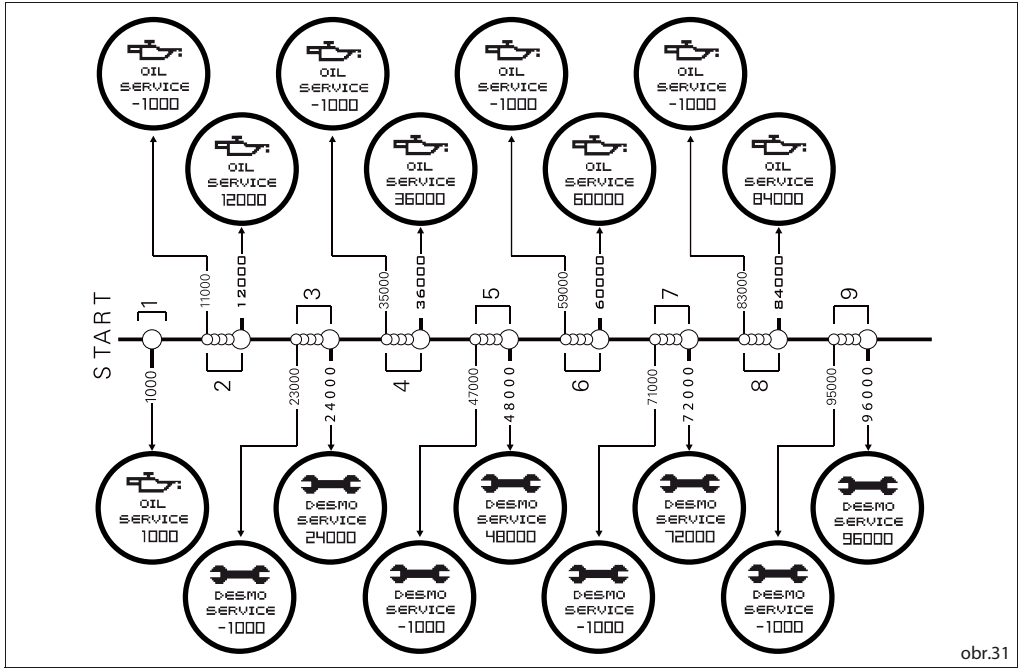 OIL
SERVICE
-1000
OIL
SERVICE
-1000
OIL
SERVICE
-1000
OIL
SERVICE
-1000
OIL
SERVICE
12000
OIL
SERVICE
36000
OIL
SERVICE
60000
OIL
SERVICE
84000
START
1
11000
12000
3
35000
36000
5
59000
60000
7
83000
84000
9
1000
2
23000
24000
4
47000
48000
6
71000
72000
8
95000
96000
OIL
SERVICE
1000
DESMO
SERVICE
24000
DESMO
SERVICE
48000
DESMO
SERVICE
72000
DESMO
SERVICE
96000
DESMO
SERVICE
-1000
DESMO
SERVICE
-1000
DESMO
SERVICE
-1000
DESMO
SERVICE
-1000
obr.31